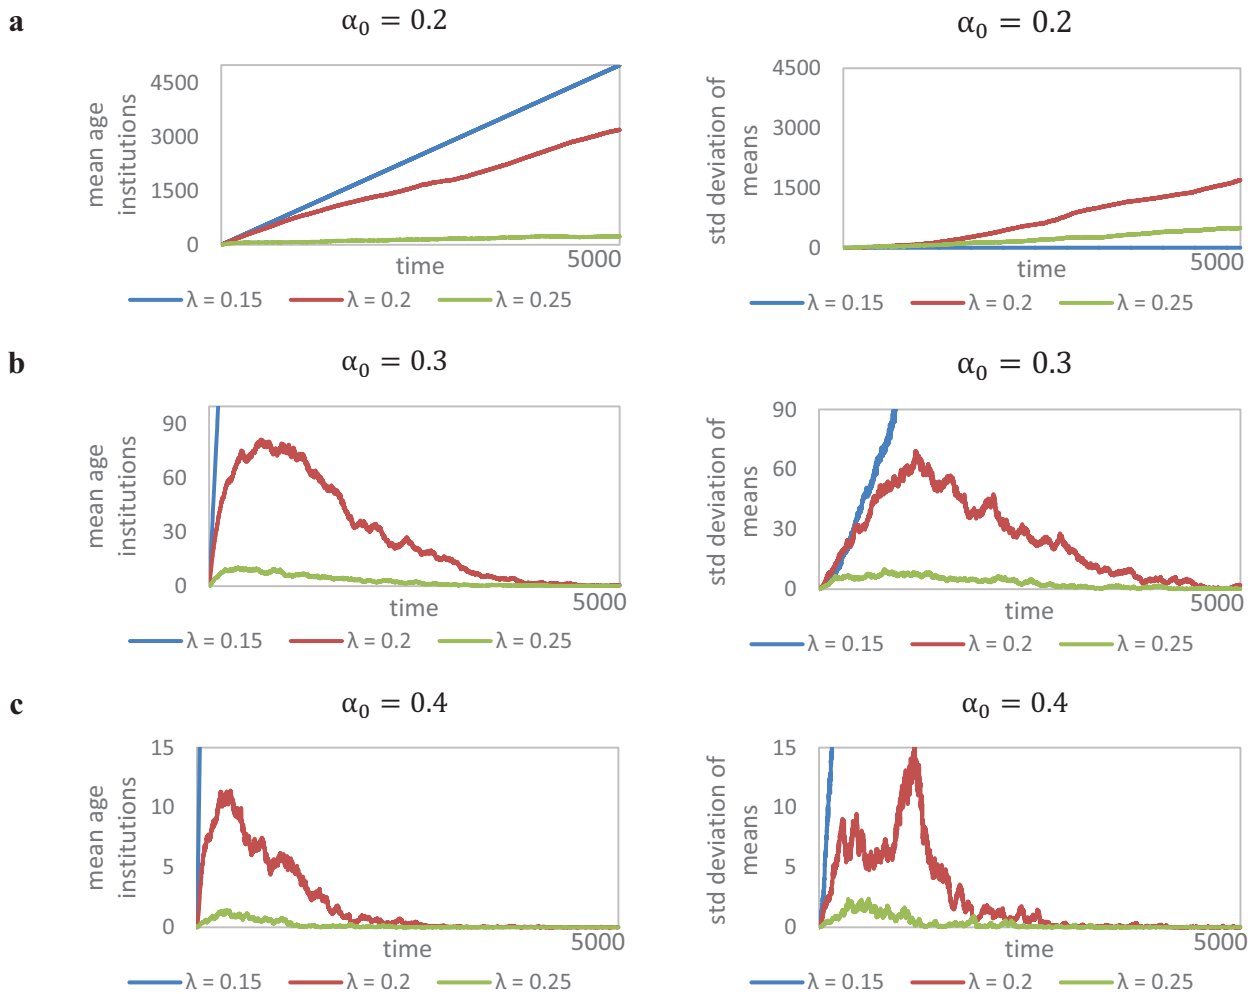 a
α₀ = 0.2
mean age
institutions
4500
3000
1500
0
time
5000
λ = 0.15 λ = 0.2 λ = 0.25
α₀ = 0.2
std deviation of
means
4500
3000
1500
0
time
5000
λ = 0.15 λ = 0.2 λ = 0.25
b
α₀ = 0.3
mean age
institutions
90
60
30
0
time
5000
λ = 0.15 λ = 0.2 λ = 0.25
α₀ = 0.3
std deviation of
means
90
60
30
0
time
5000
λ = 0.15 λ = 0.2 λ = 0.25
c
α₀ = 0.4
mean age
institutions
15
10
5
0
time
5000
λ = 0.15 λ = 0.2 λ = 0.25
α₀ = 0.4
std deviation of
means
15
10
5
0
time
5000
λ = 0.15 λ = 0.2 λ = 0.25